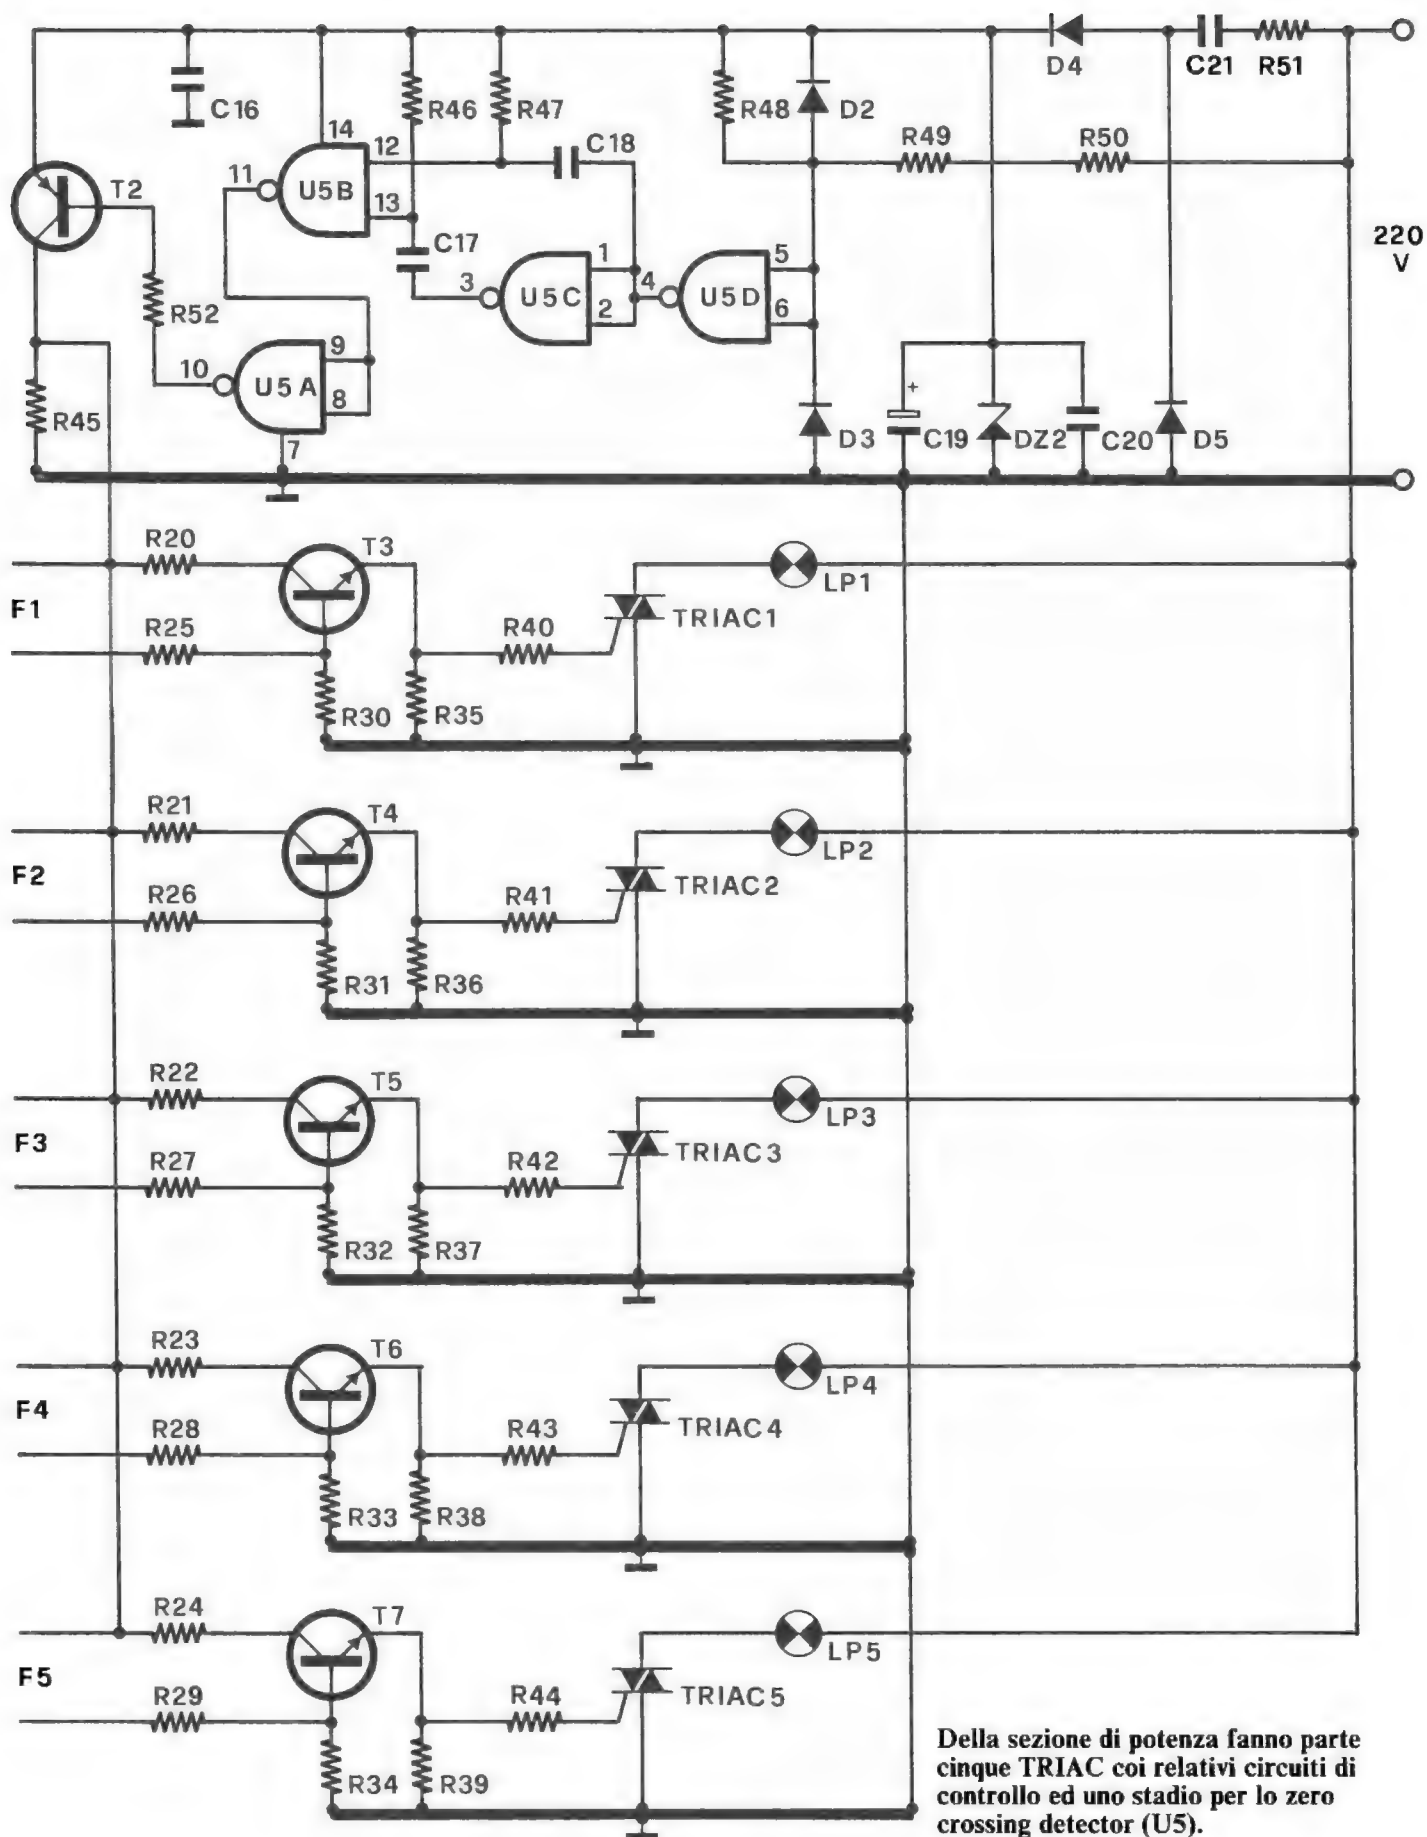 D4
C21 R51
C16
R46
R47
R48
D2
R49
R50
14
12
C18
11
U5B
T2
13
C17
220
V
3
1
4
5
U5C
U5D
2
6
R52
9
10
U5A
8
R45
+
7
D3
C19
DZ2
C20
D5
R20
T3
F1
LP1
R25
R40
TRIAC1
R30
R35
R21
T4
F2
LP2
R26
R41
TRIAC2
R31
R36
R22
T5
F3
LP3
R27
R42
TRIAC3
R32
R37
R23
T6
F4
LP4
R28
R43
TRIAC4
R33
R38
R24
T7
F5
LP5
R29
R44
TRIAC5
R34
R39
Della sezione di potenza fanno parte
cinque TRIAC coi relativi circuiti di
controllo ed uno stadio per lo zero
crossing detector (U5).